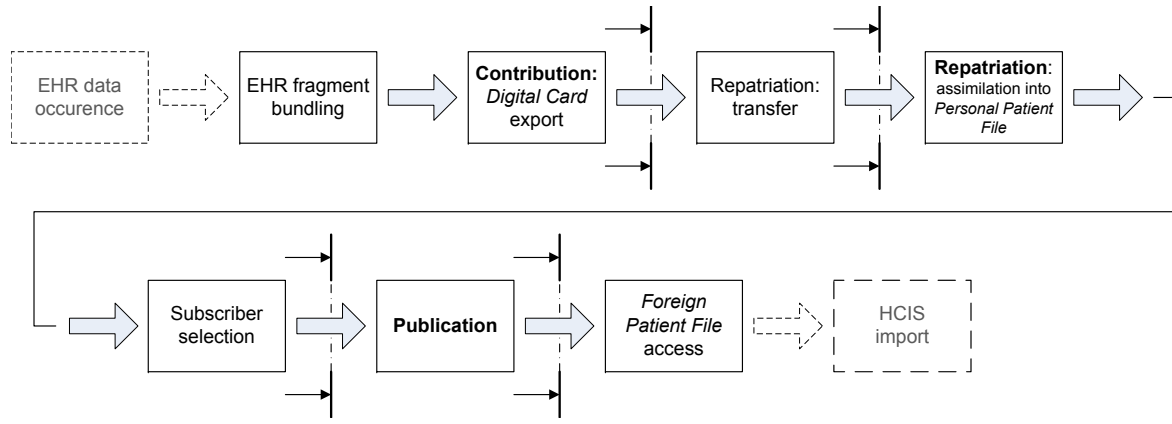 EHR data
occurence
EHR fragment
bundling
Contribution:
Digital Card
export
Repatriation:
transfer
Repatriation:
assimilation into
Personal Patient
File
Subscriber
selection
Publication
Foreign
Patient File
access
HCIS
import